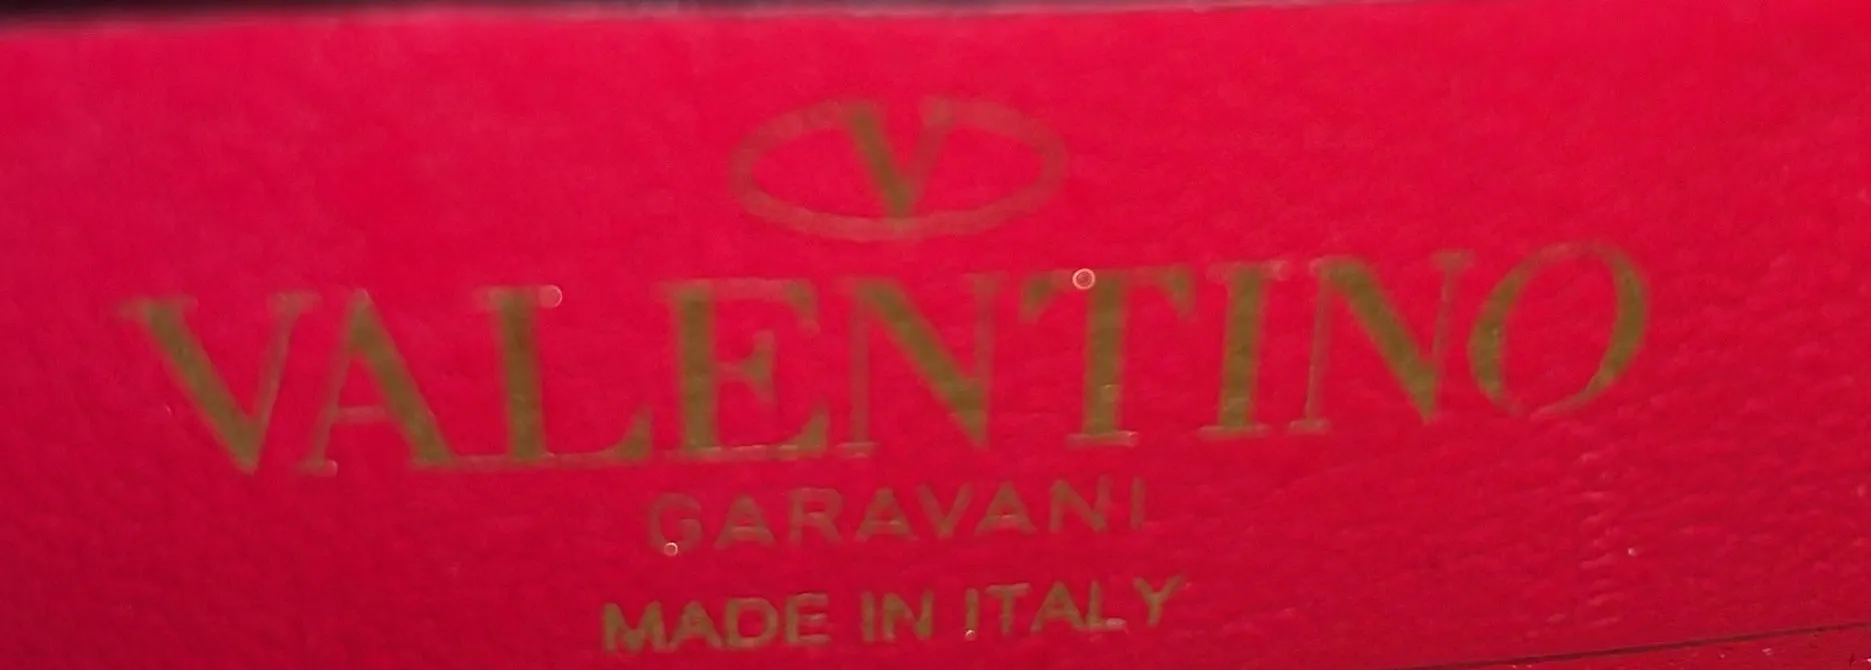 V
VALENTINO
GARAVANI
MADE IN ITALY